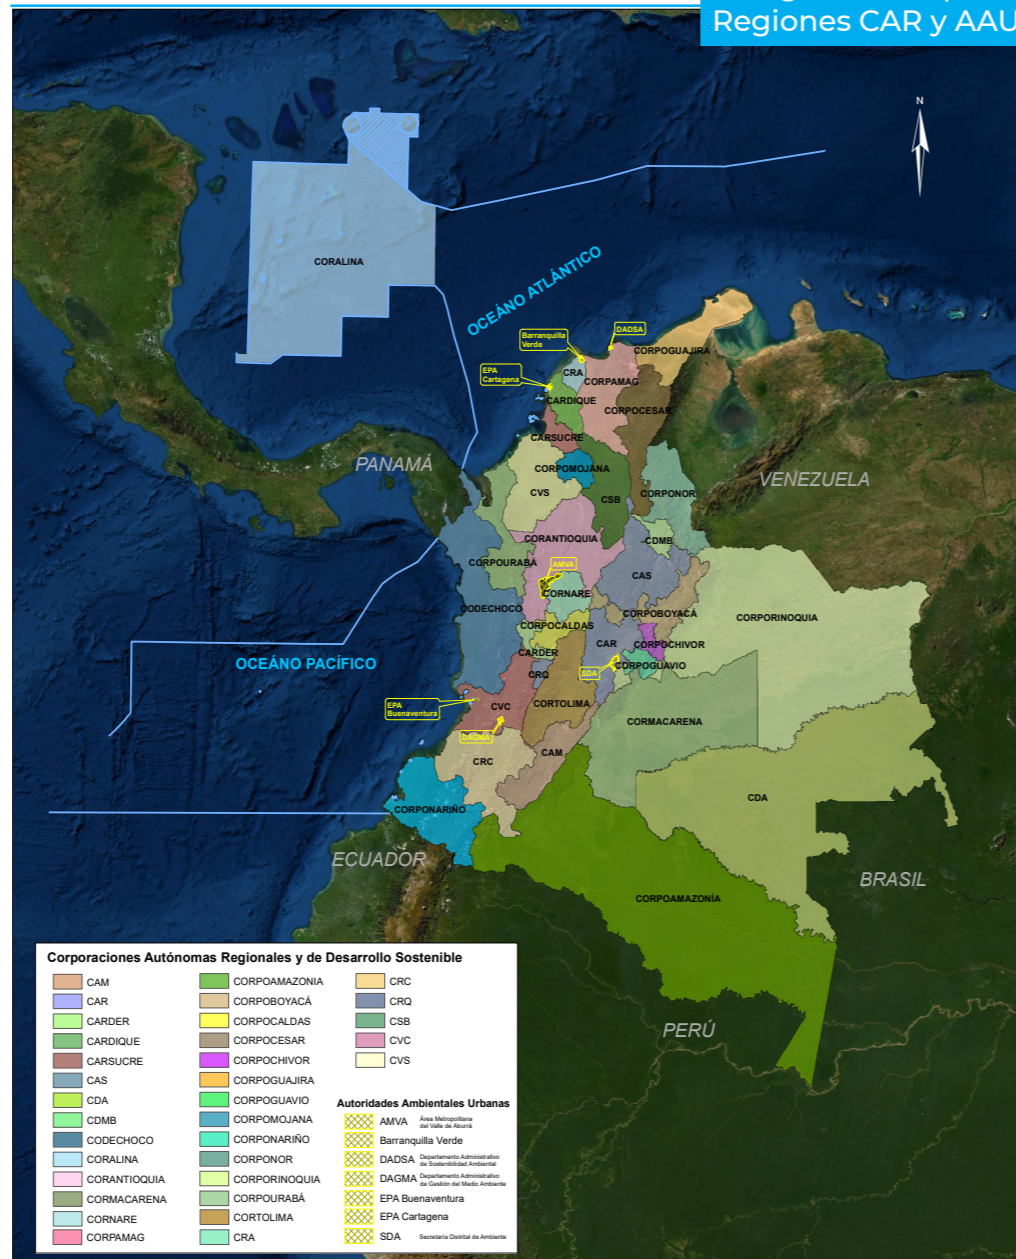 Regiones CAR y AAU
N
CORALINA
OCEÁNO ATLÁNTICO
DADSA
Barranquilla
Verde
CORPOGUAJIRA
EPA
Cartagena
CRA
CORPAMAG
CARDIQUE
CORPOCESAR
CARSUCRE
PANAMÁ
CORPOMOJANA
VENEZUELA
CVS
CSB
CORPONOR
CORANTIOQUIA
CDMB
CORPOURABÁ
AMVA
CAS
CORNARE
CODECHOCÓ
CORPOBOYACÁ
CORPORINOQUIA
CORPOCALDAS
CAR
CORPOCHIVOR
CARDER
OCEÁNO PACÍFICO
CORPOGUAVIO
CRQ
SDA
EPA
Buenaventura
CVC
CORTOLIMA
CORMACARENA
DAGMA
CAM
CRC
CDA
CORPONARIÑO
ECUADOR
BRASIL
CORPOAMAZONÍA
PERÚ
Corporaciones Autónomas Regionales y de Desarrollo Sostenible
CAM
CAR
CARDER
CARDIQUE
CARSUCRE
CAS
CDA
CDMB
CODECHOCO
CORALINA
CORANTIOQUIA
CORMACARENA
CORNARE
CORPAMAG
CORPOAMAZONIA
CORPOBOYACÁ
CORPOCALDAS
CORPOCESAR
CORPOCHIVOR
CORPOGUAJIRA
CORPOGUAVIO
CORPOMOJANA
CORPONARIÑO
CORPONOR
CORPORINOQUIA
CORPOURABÁ
CORTOLIMA
CRA
CRC
CRQ
CSB
CVC
CVS
Autoridades Ambientales Urbanas
AMVA Área Metropolitana
del Valle de Aburrá
Barranquilla Verde
DADSA Departamento Administrativo
de Sostenibilidad Ambiental
DAGMA Departamento Administrativo
de Gestión del Medio Ambiente
EPA Buenaventura
EPA Cartagena
SDA Secretaría Distrital de Ambiente